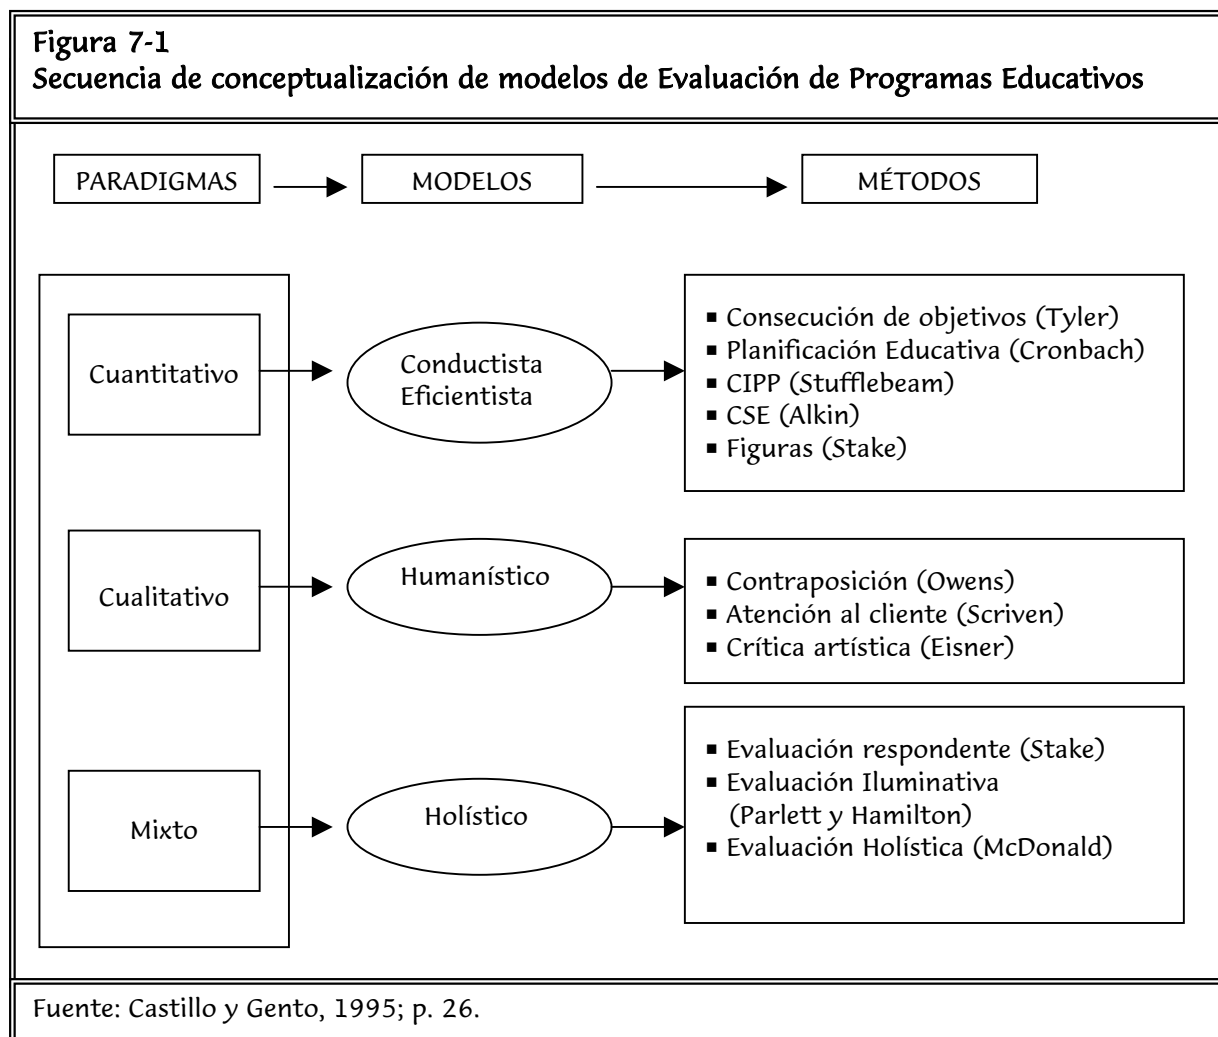 Figura 7-1
Secuencia de conceptualización de modelos de Evaluación de Programas Educativos
PARADIGMAS
MODELOS
MÉTODOS
Cuantitativo
Conductista
Eficientista
▪ Consecución de objetivos (Tyler)
▪ Planificación Educativa (Cronbach)
▪ CIPP (Stufflebeam)
▪ CSE (Alkin)
▪ Figuras (Stake)
Cualitativo
Humanístico
▪ Contraposición (Owens)
▪ Atención al cliente (Scriven)
▪ Crítica artística (Eisner)
Mixto
Holístico
▪ Evaluación respondente (Stake)
▪ Evaluación Iluminativa
(Parlett y Hamilton)
▪ Evaluación Holística (McDonald)
Fuente: Castillo y Gento, 1995; p. 26.